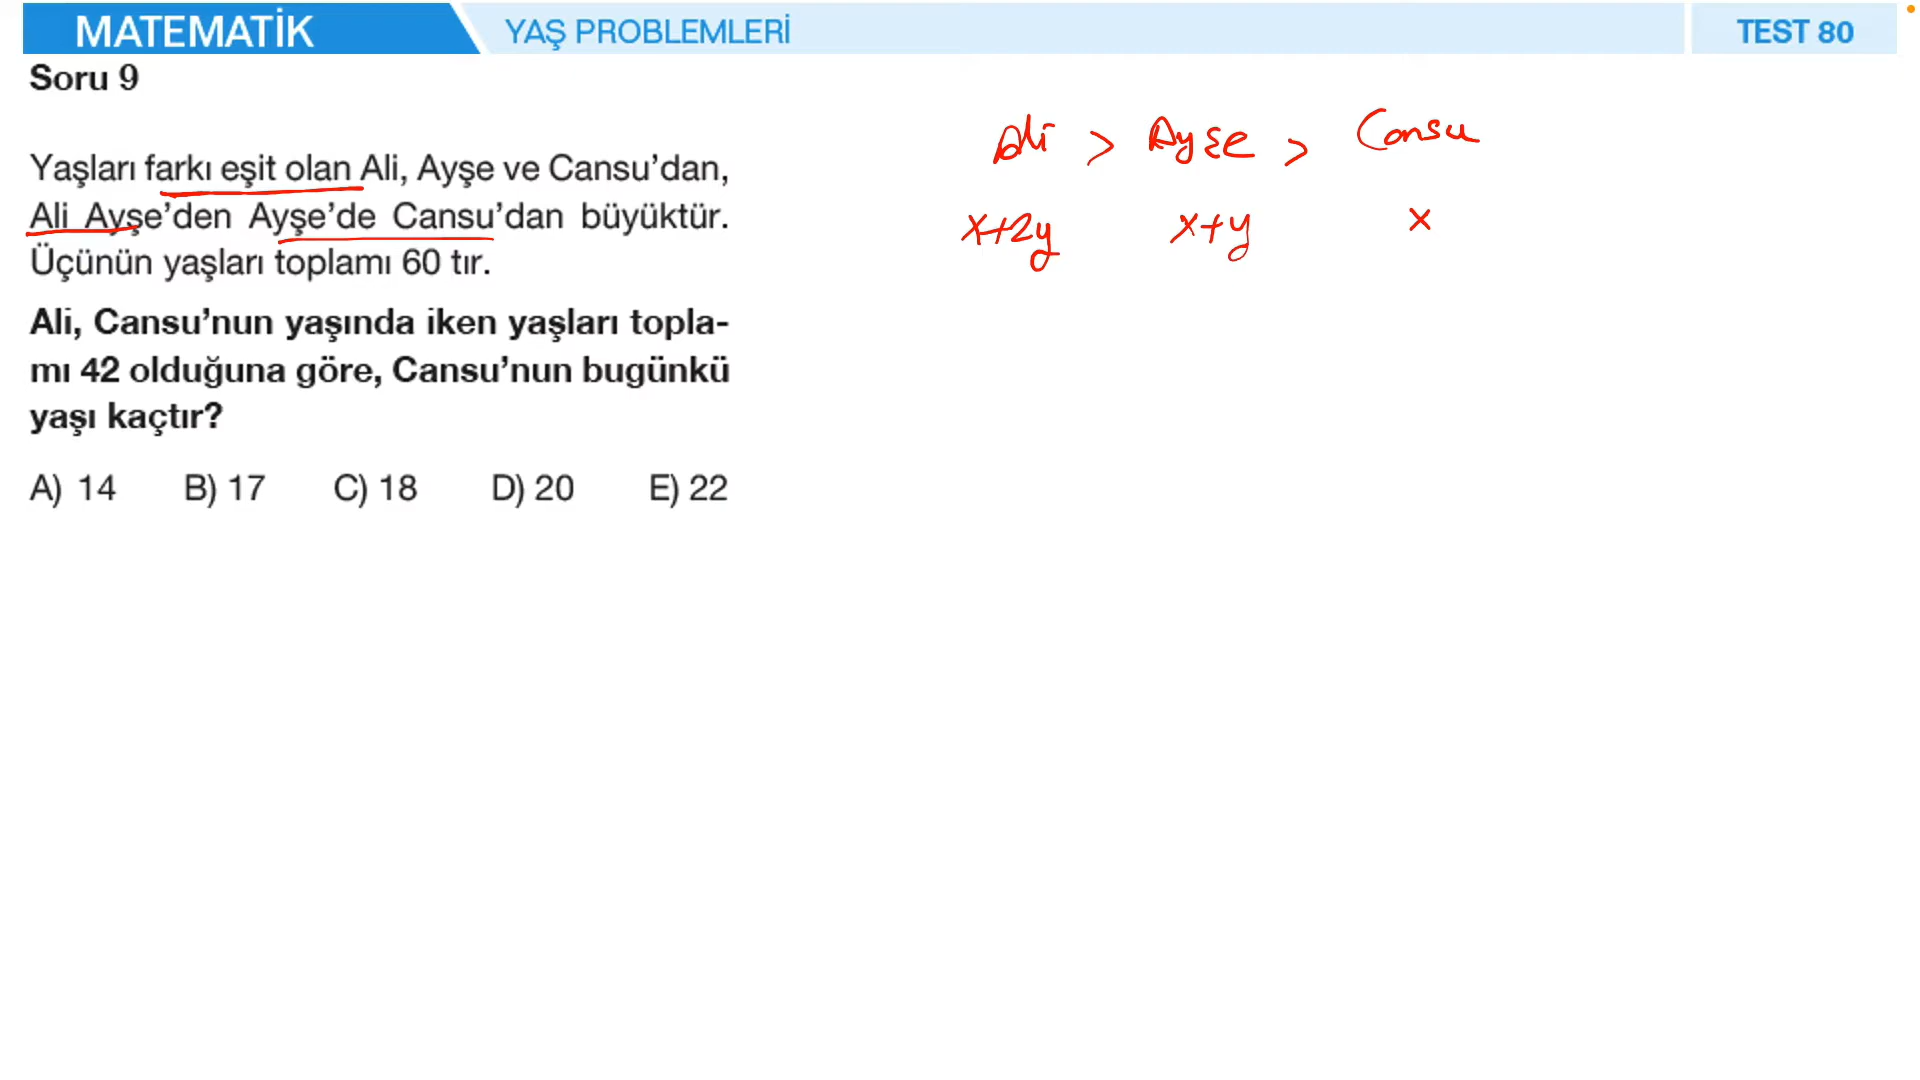 MATEMATİK
YAŞ PROBLEMLERİ
TEST 80
Soru 9
Yaşları farkı eşit olan Ali, Ayşe ve Cansu’dan,
Ali Ayşe’den Ayşe’de Cansu’dan büyüktür.
Üçünün yaşları toplamı 60 tır.
Ali, Cansu’nun yaşında iken yaşları topla-
mı 42 olduğuna göre, Cansu’nun bugünkü
yaşı kaçtır?
A) 14 B) 17 C) 18 D) 20 E) 22
Ali > Ayşe > Cansu
x+2y x+y x